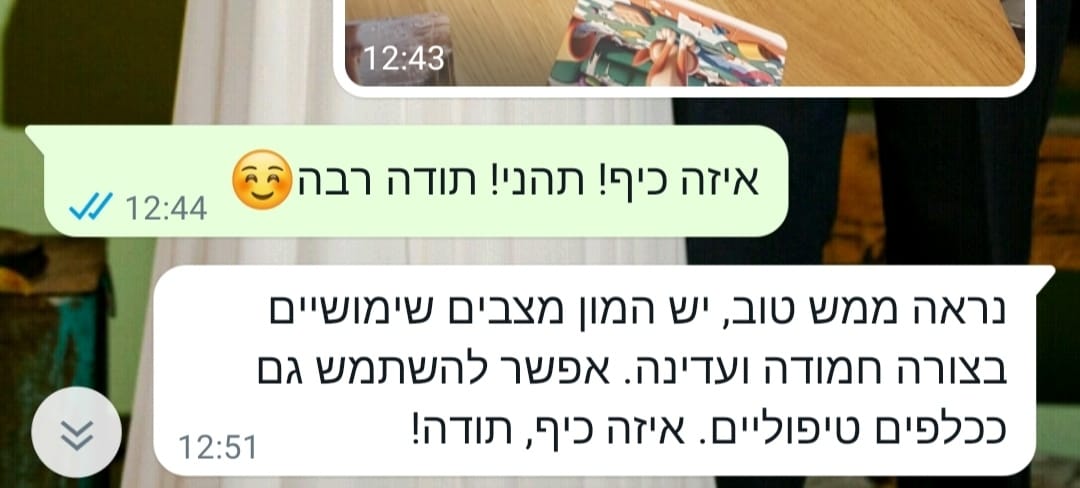 12:43
איזה כיף! תהני! תודה רבה☺️
12:44
נראה ממש טוב, יש המון מצבים שימושיים
בצורה חמודה ועדינה. אפשר להשתמש גם
ככלפים טיפוליים. איזה כיף, תודה!
12:51